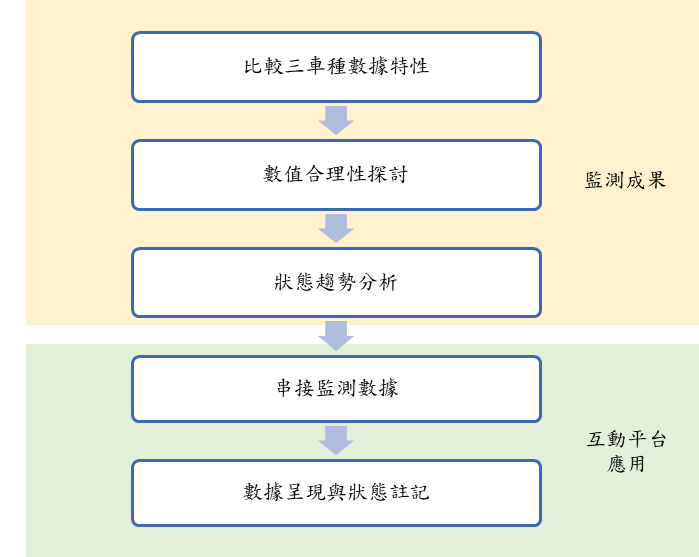 比較三車種數據特性
數值合理性探討
監測成果
狀態趨勢分析
串接監測數據
互動平台
應用
數據呈現與狀態註記